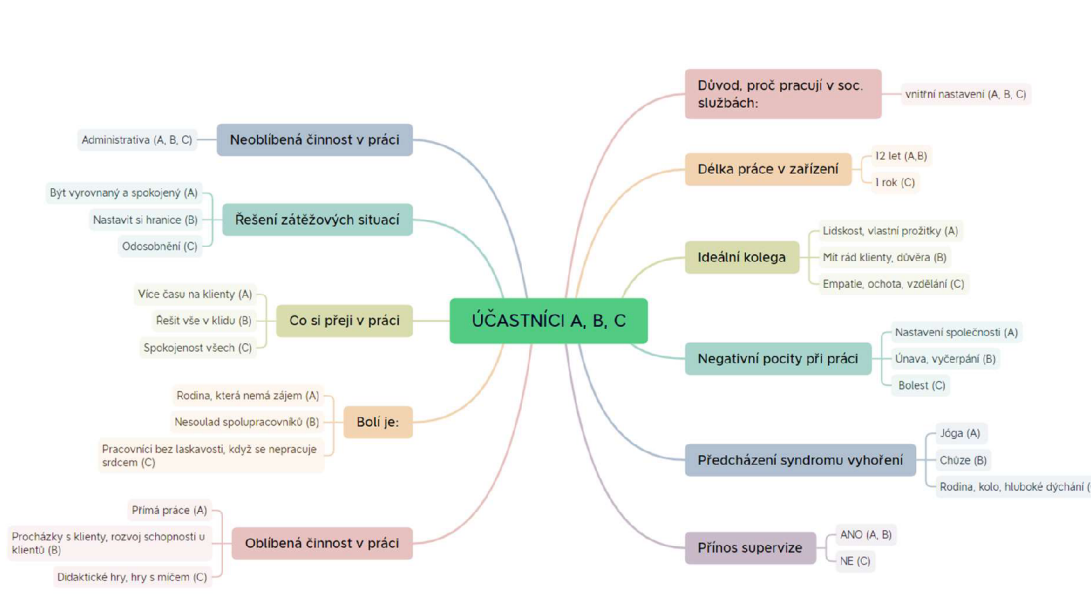 ÚČASTNÍCI A, B, C
Důvod, proč pracují v soc.
službách:
vnitřní nastavení (A, B, C)
Délka práce v zařízení
12 let (A,B)
1 rok (C)
Ideální kolega
Lidskost, vlastní prožitky (A)
Mít rád klienty, důvěra (B)
Empatie, ochota, vzdělání (C)
Negativní pocity při práci
Nastavení společnosti (A)
Únava, vyčerpání (B)
Bolest (C)
Předcházení syndromu vyhoření
Jóga (A)
Chůze (B)
Rodina, kolo, hluboké dýchání (
Přínos supervize
ANO (A, B)
NE (C)
Neoblíbená činnost v práci
Administrativa (A, B, C)
Řešení zátěžových situací
Být vyrovnaný a spokojený (A)
Nastavit si hranice (B)
Odosobnění (C)
Co si přejí v práci
Více času na klienty (A)
Řešit vše v klidu (B)
Spokojenost všech (C)
Bolí je:
Rodina, která nemá zájem (A)
Nesoulad spolupracovníků (B)
Pracovníci bez laskavosti, když se nepracuje
srdcem (C)
Oblíbená činnost v práci
Přímá práce (A)
Procházky s klienty, rozvoj schopností u
klientů (B)
Didaktické hry, hry s míčem (C)